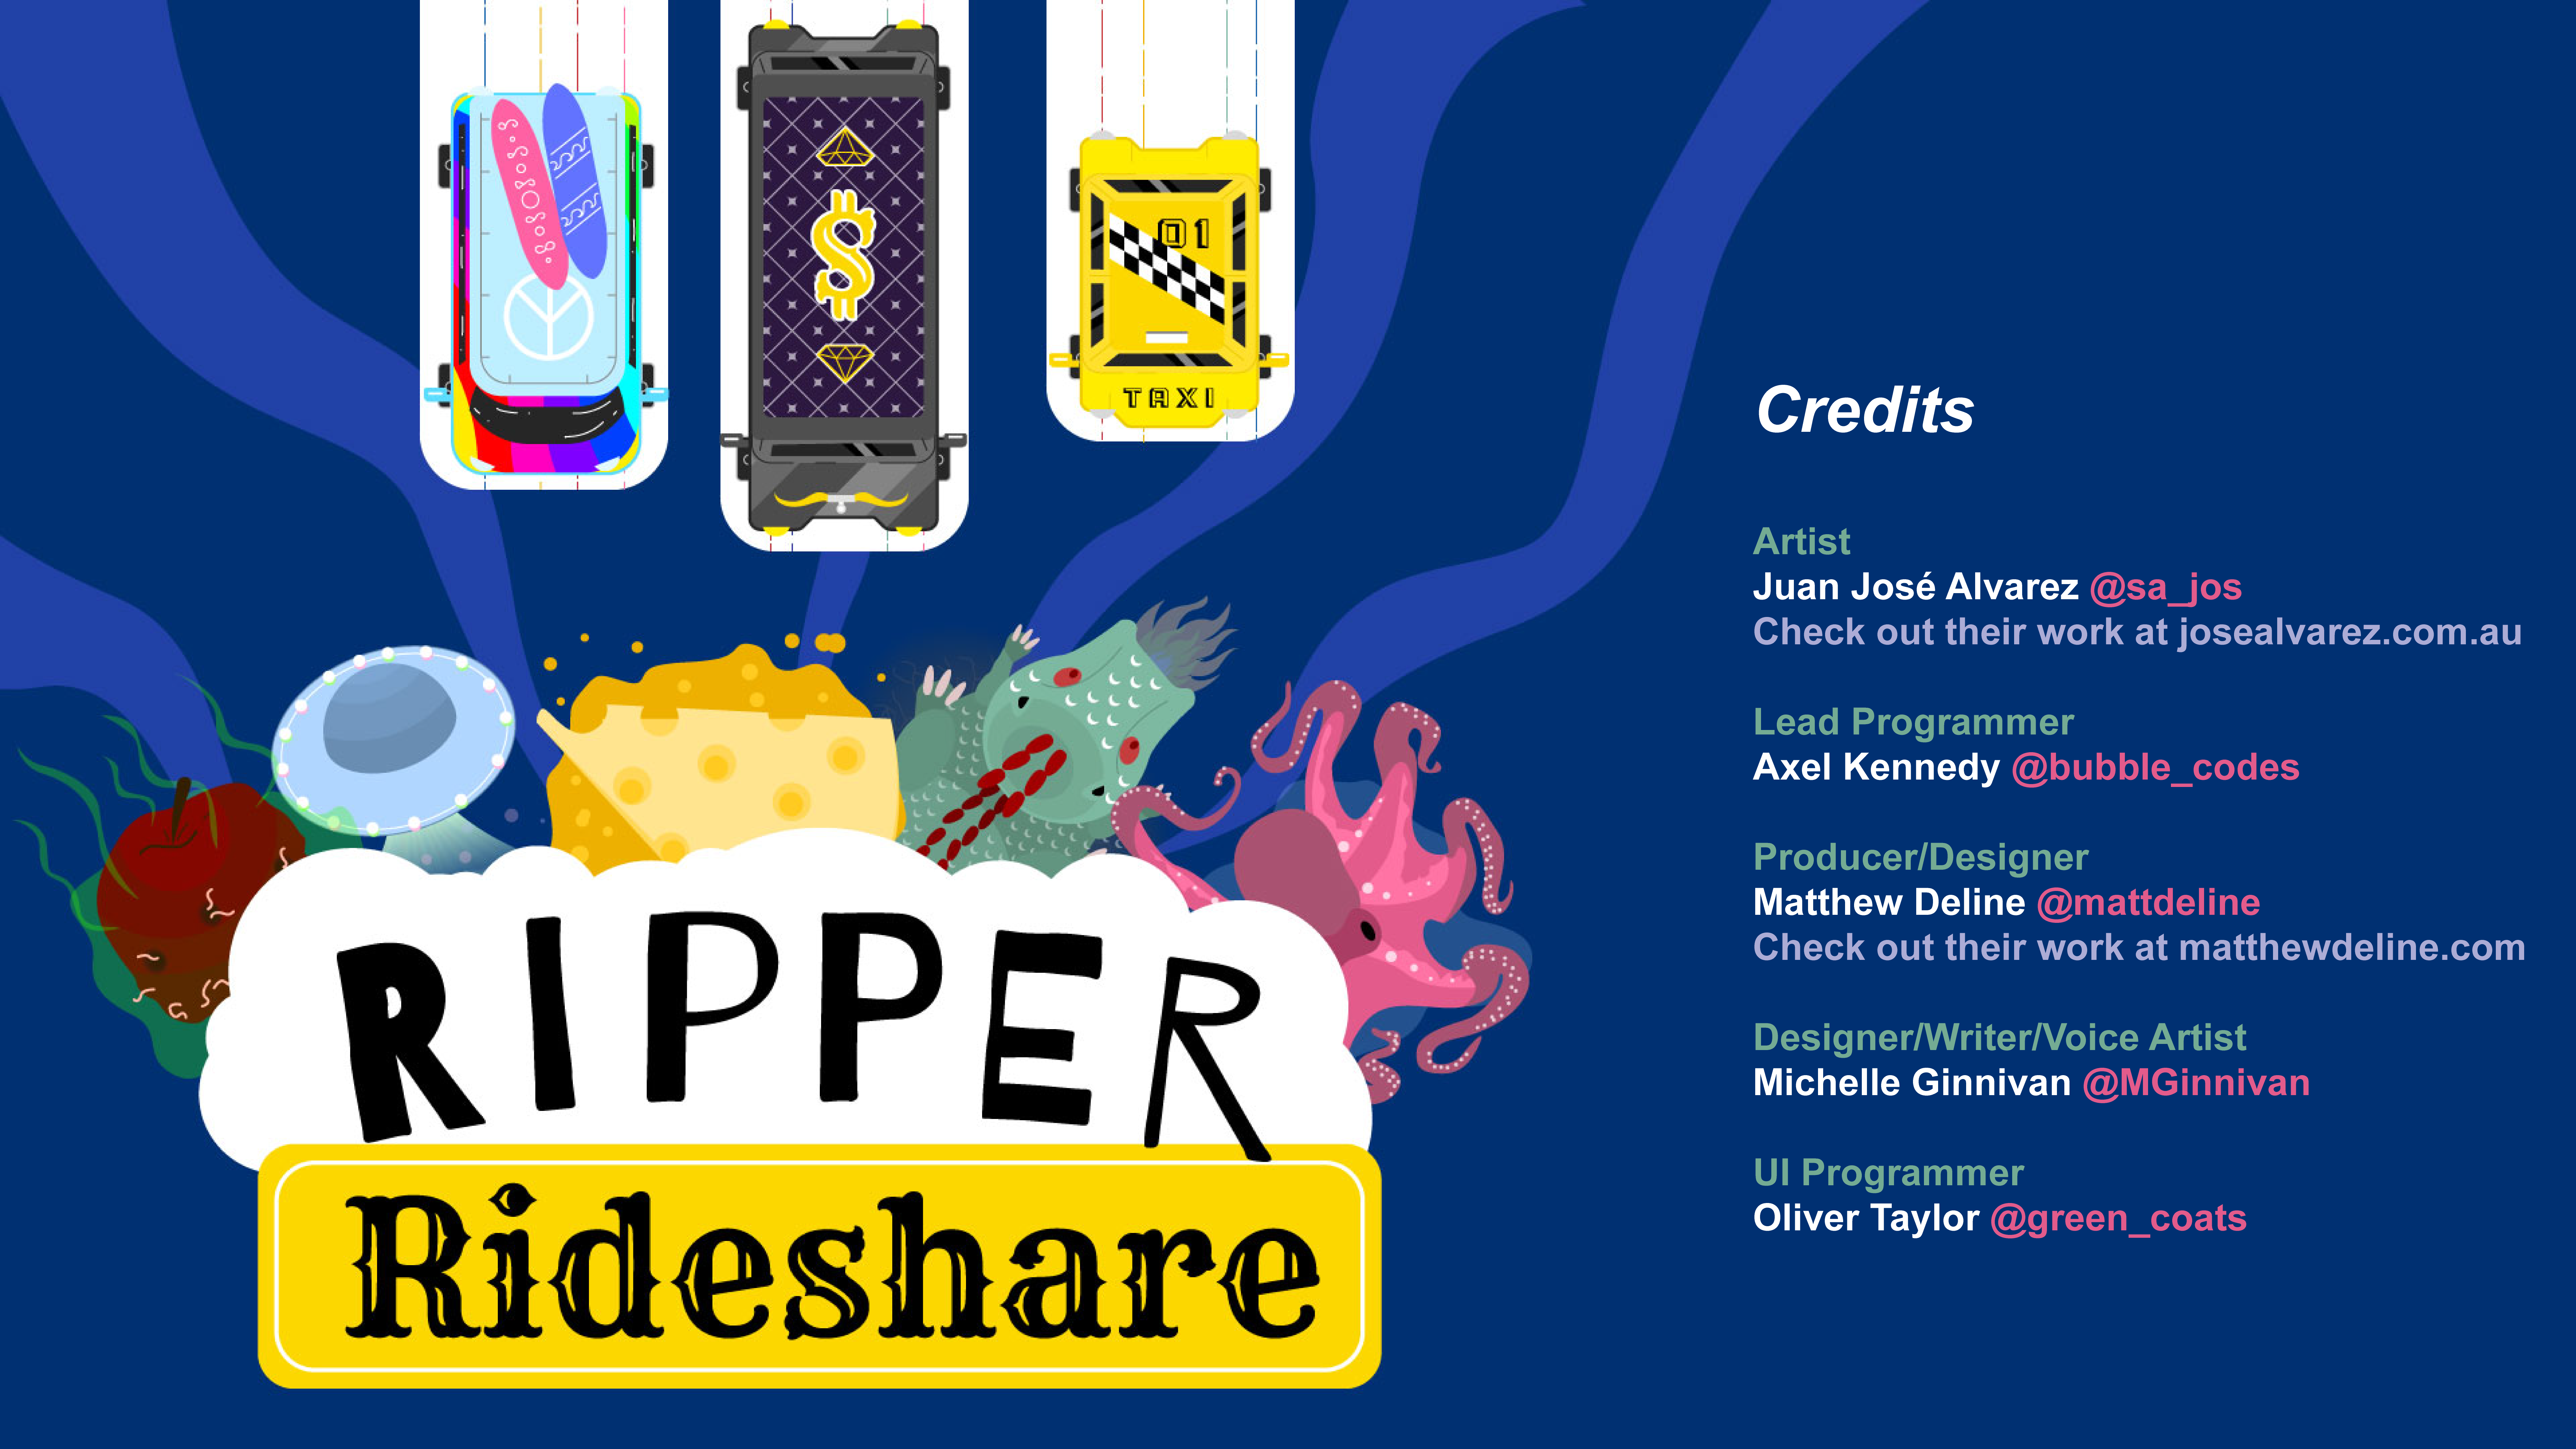 $
01
TAXI
RIPPER
Rideshare
Credits
Artist
Juan José Alvarez @sa_jos
Check out their work at josealvarez.com.au
Lead Programmer
Axel Kennedy @bubble_codes
Producer/Designer
Matthew Deline @mattdeline
Check out their work at matthewdeline.com
Designer/Writer/Voice Artist
Michelle Ginnivan @MGinnivan
UI Programmer
Oliver Taylor @green_coats